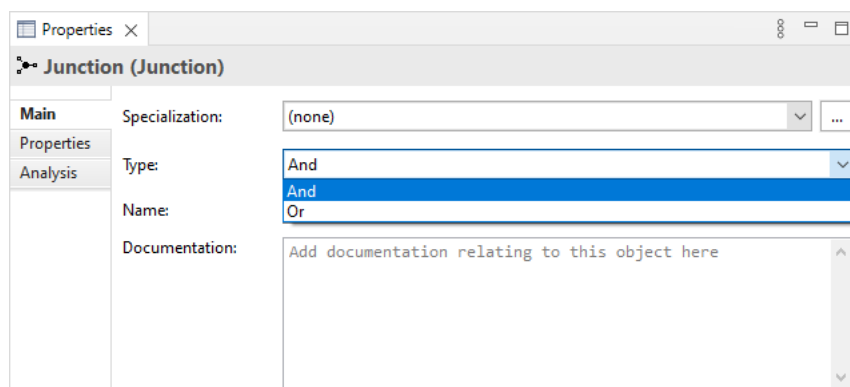 Properties
Junction (Junction)
Main
Specialization:
(none)
...
Properties
Type:
And
Analysis
And
Name:
Or
Documentation:
Add documentation relating to this object here